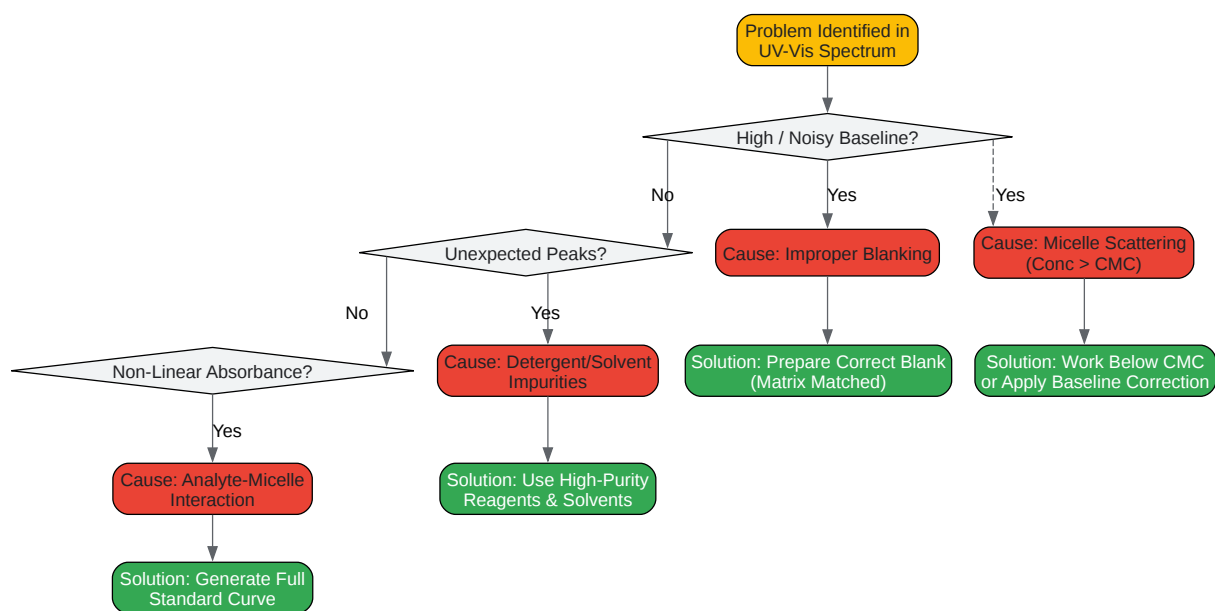 Problem Identified in
UV-Vis Spectrum
High / Noisy Baseline?
No
Yes
Yes
Unexpected Peaks?
Cause: Improper Blanking
Cause: Micelle Scattering
(Conc > CMC)
No
Yes
Non-Linear Absorbance?
Cause: Detergent/Solvent
Impurities
Solution: Prepare Correct Blank
(Matrix Matched)
Solution: Work Below CMC
or Apply Baseline Correction
Yes
Cause: Analyte-Micelle
Interaction
Solution: Use High-Purity
Reagents & Solvents
Solution: Generate Full
Standard Curve